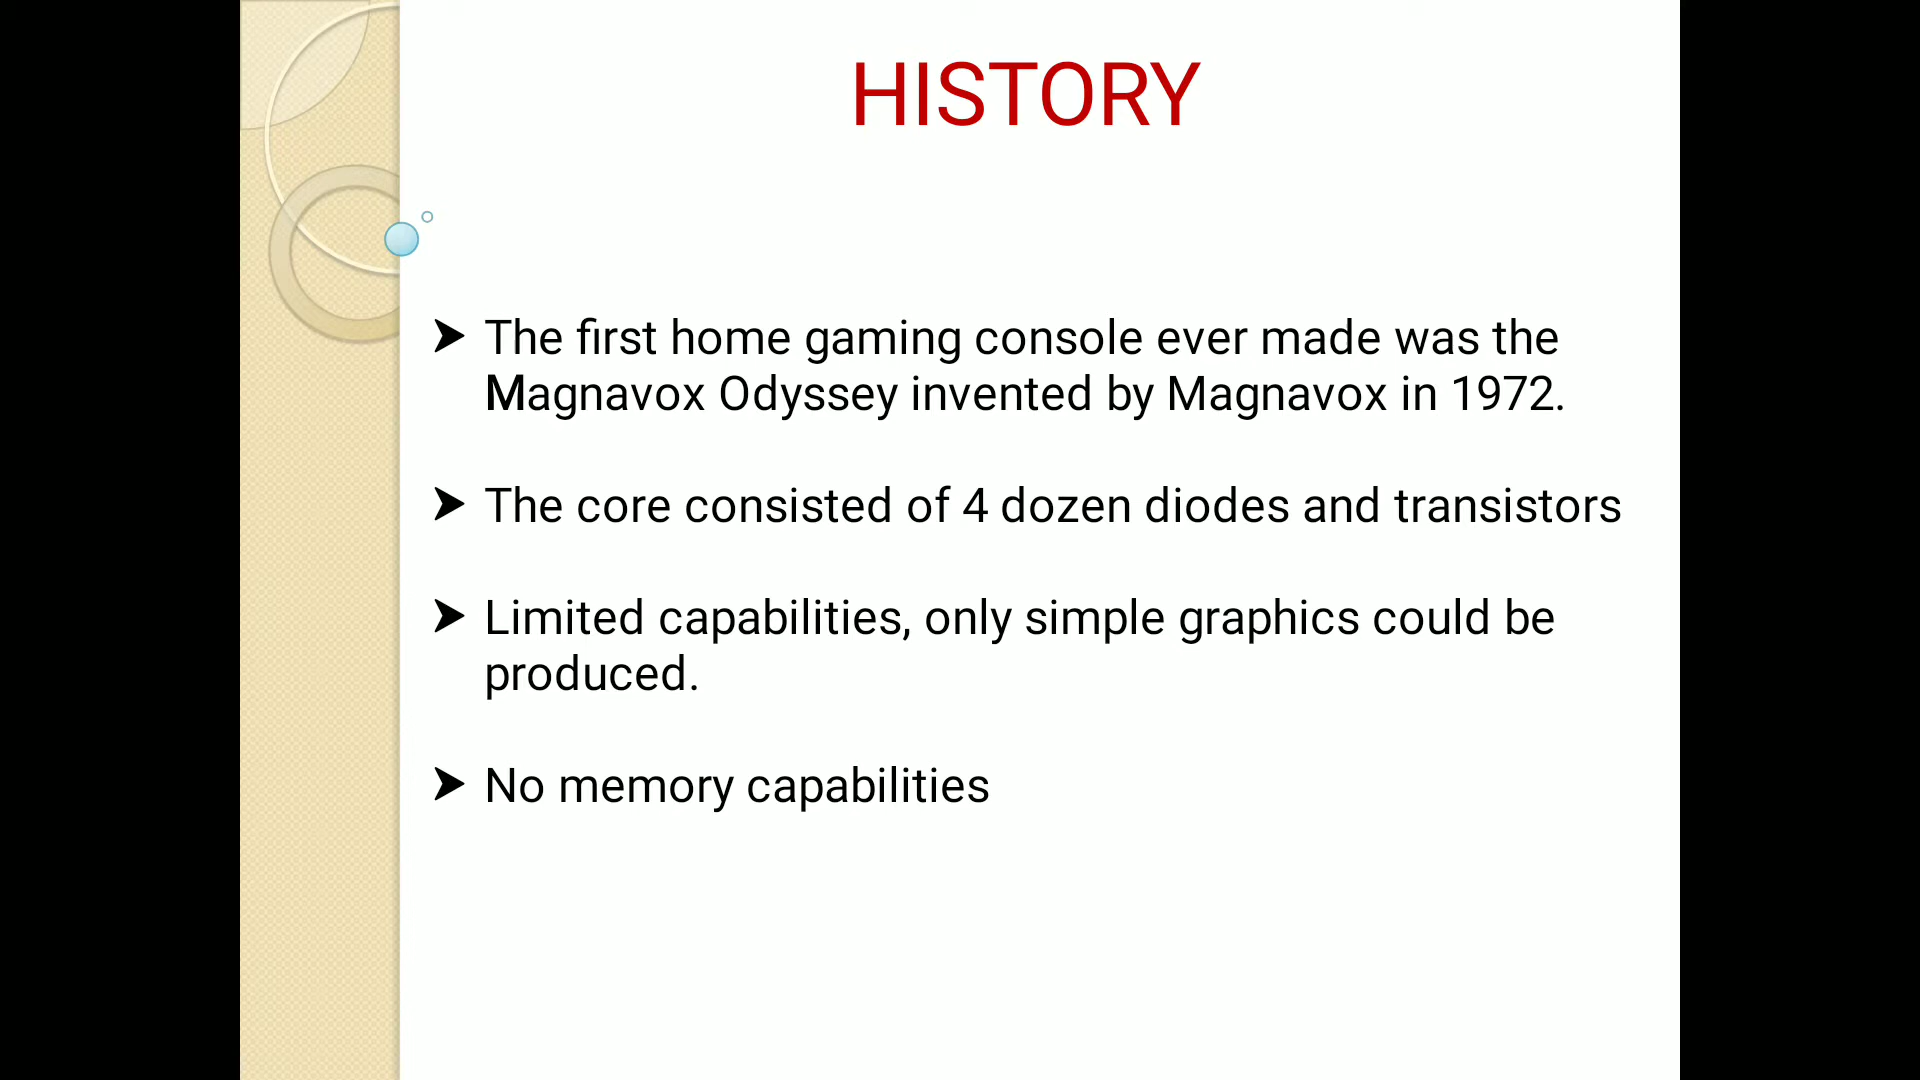 HISTORY
➤ The first home gaming console ever made was the
Magnavox Odyssey invented by Magnavox in 1972.
➤ The core consisted of 4 dozen diodes and transistors
➤ Limited capabilities, only simple graphics could be
produced.
➤ No memory capabilities